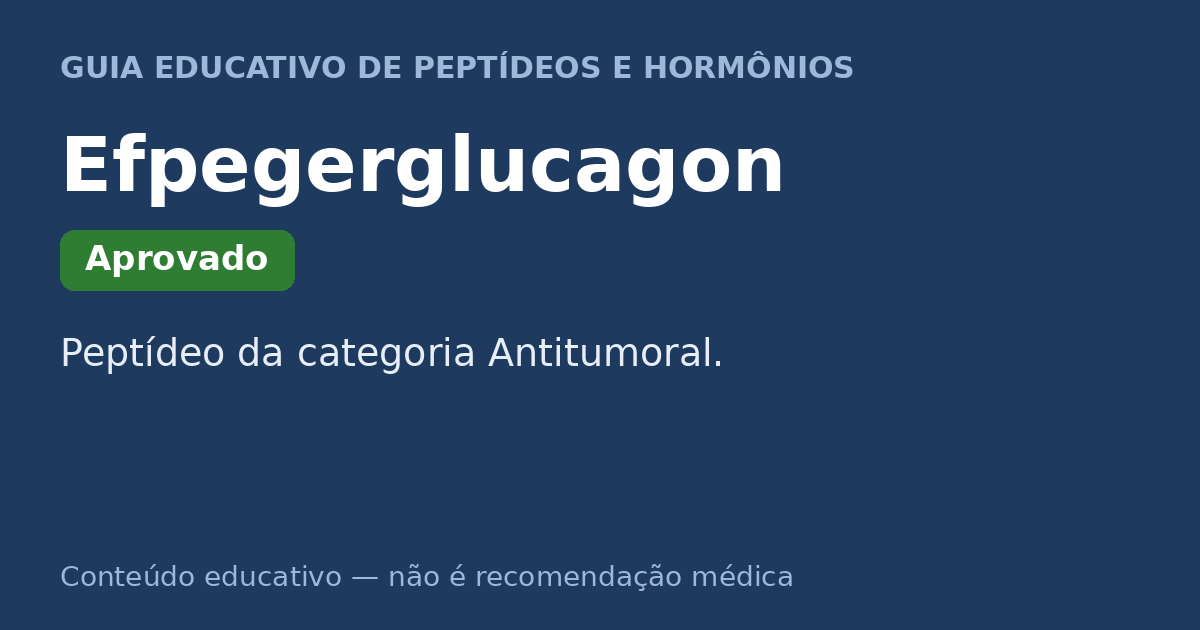 GUIA EDUCATIVO DE PEPTÍDEOS E HORMÔNIOS
Efpegerglucagon
Aprovado
Peptídeo da categoria Antitumoral.
Conteúdo educativo — não é recomendação médica